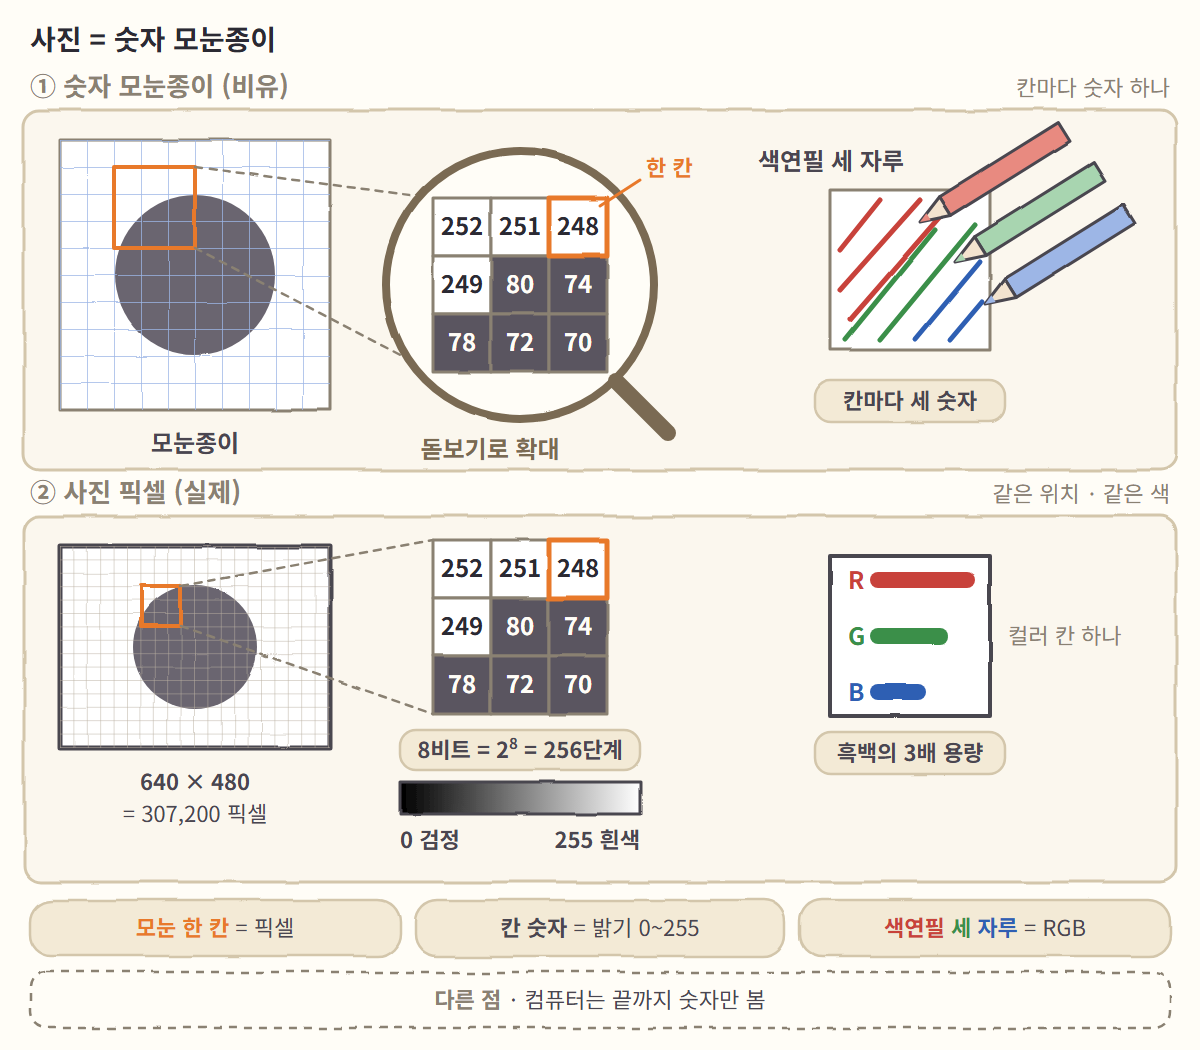 사진 = 숫자 모눈종이
① 숫자 모눈종이 (비유)
칸마다 숫자 하나
한 칸
색연필 세 자루
252 251 248
249 80 74
78 72 70
칸마다 세 숫자
모눈종이
돋보기로 확대
② 사진 픽셀 (실제)
같은 위치 · 같은 색
252 251 248
249 80 74
78 72 70
R
G
B
컬러 칸 하나
8비트 = 2⁸ = 256단계
흑백의 3배 용량
640 × 480
= 307,200 픽셀
0 검정
255 흰색
모눈 한 칸 = 픽셀
칸 숫자 = 밝기 0~255
색연필 세 자루 = RGB
다른 점 · 컴퓨터는 끝까지 숫자만 봄